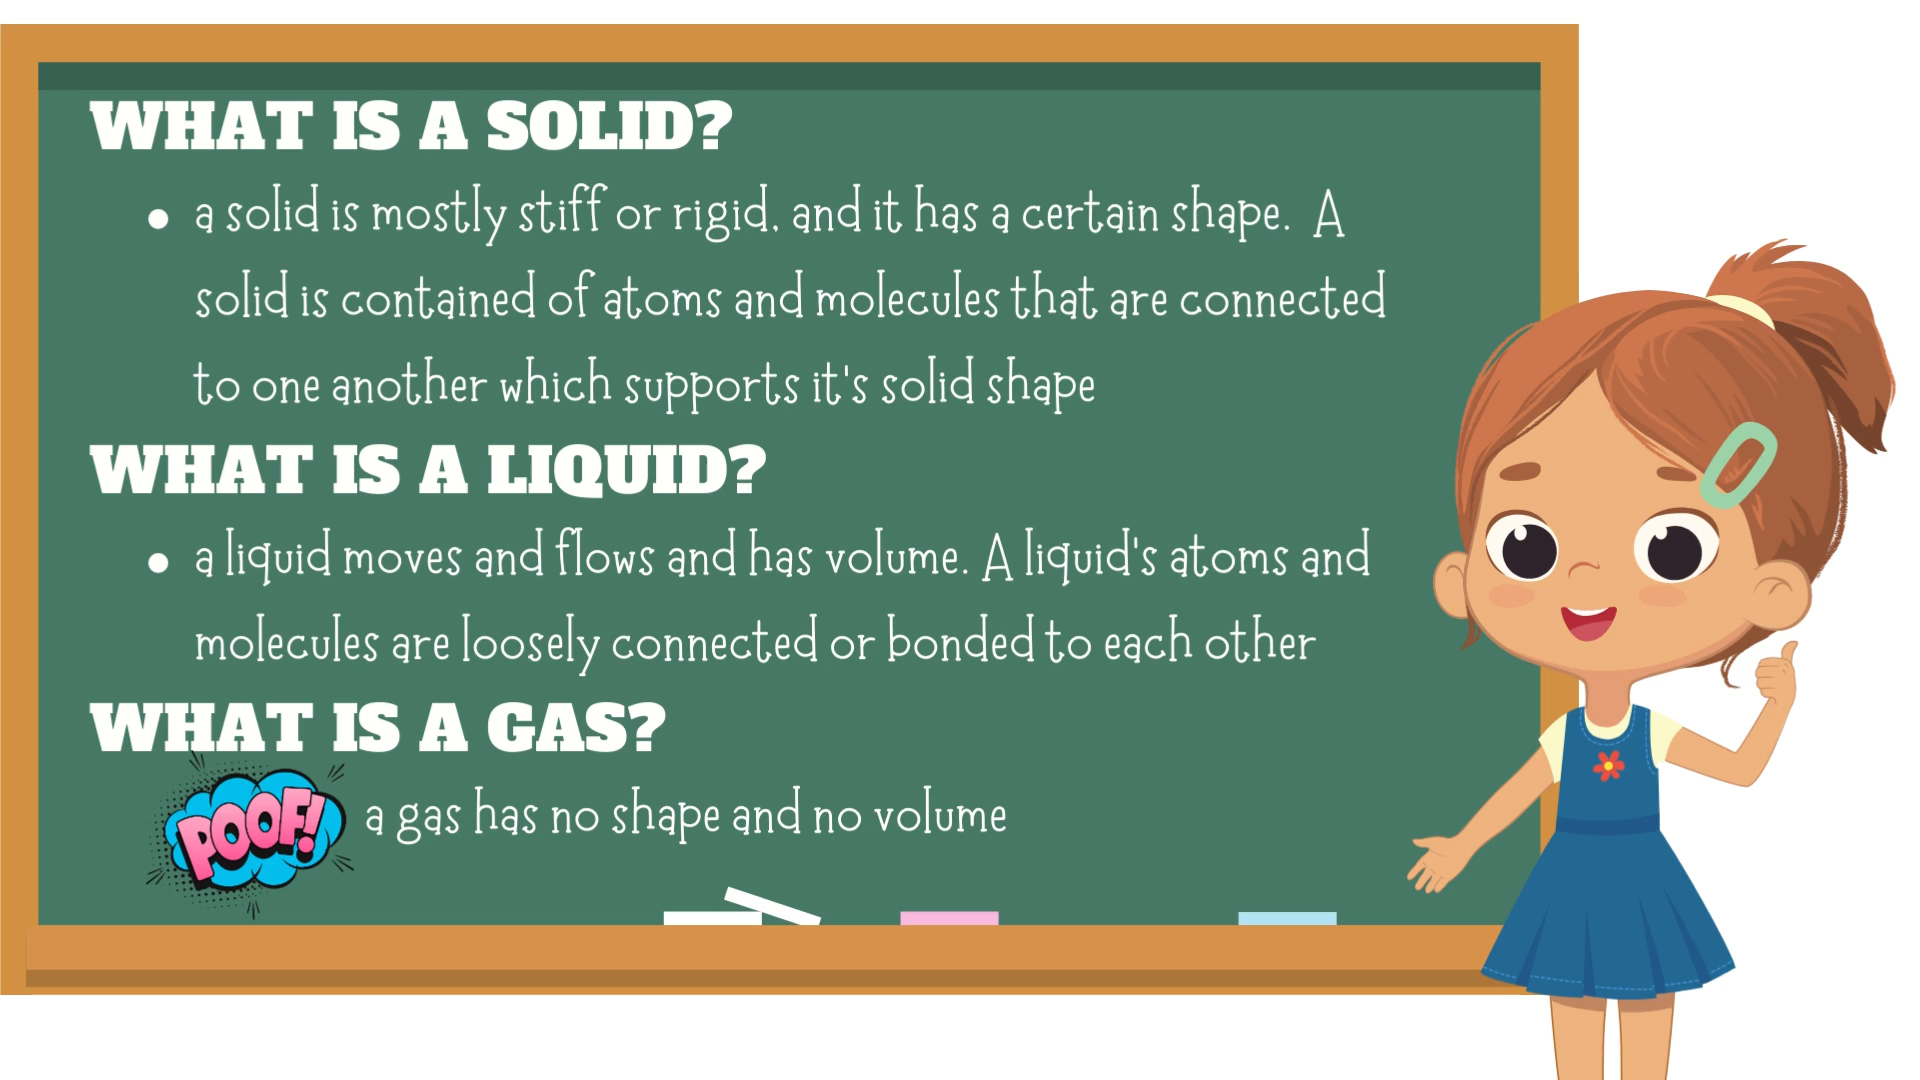 WHAT IS A SOLID?
• a solid is mostly stiff or rigid, and it has a certain shape. A
solid is contained of atoms and molecules that are connected
to one another which supports it's solid shape
WHAT IS A LIQUID?
• a liquid moves and flows and has volume. A liquid's atoms and
molecules are loosely connected or bonded to each other
WHAT IS A GAS?
POOF!
a gas has no shape and no volume